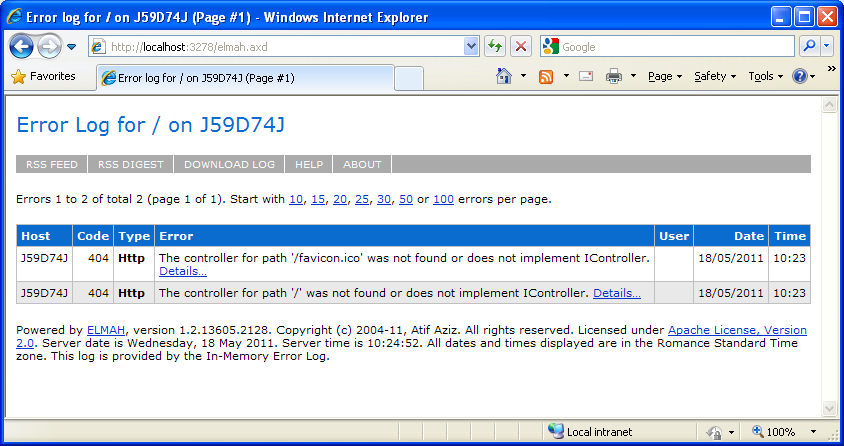 Error log for / on J59D74J (Page #1) - Windows Internet Explorer
http://localhost:3278/elmah.axd
Google
Favorites
Error log for / on J59D74J (Page #1)
Page
Safety
Tools
Error Log for / on J59D74J
RSS FEED RSS DIGEST DOWNLOAD LOG HELP ABOUT
Errors 1 to 2 of total 2 (page 1 of 1). Start with 10, 15, 20, 25, 30, 50 or 100 errors per page.
Host Code Type Error User Date Time
J59D74J 404 Http The controller for path '/favicon.ico' was not found or does not implement IController. 18/05/2011 10:23
Details...
J59D74J 404 Http The controller for path '/' was not found or does not implement IController. Details... 18/05/2011 10:23
Powered by ELMAH, version 1.2.13605.2128. Copyright (c) 2004-11, Atif Aziz. All rights reserved. Licensed under Apache License, Version
2.0. Server date is Wednesday, 18 May 2011. Server time is 10:24:52. All dates and times displayed are in the Romance Standard Time
zone. This log is provided by the In-Memory Error Log.
Local intranet
100%